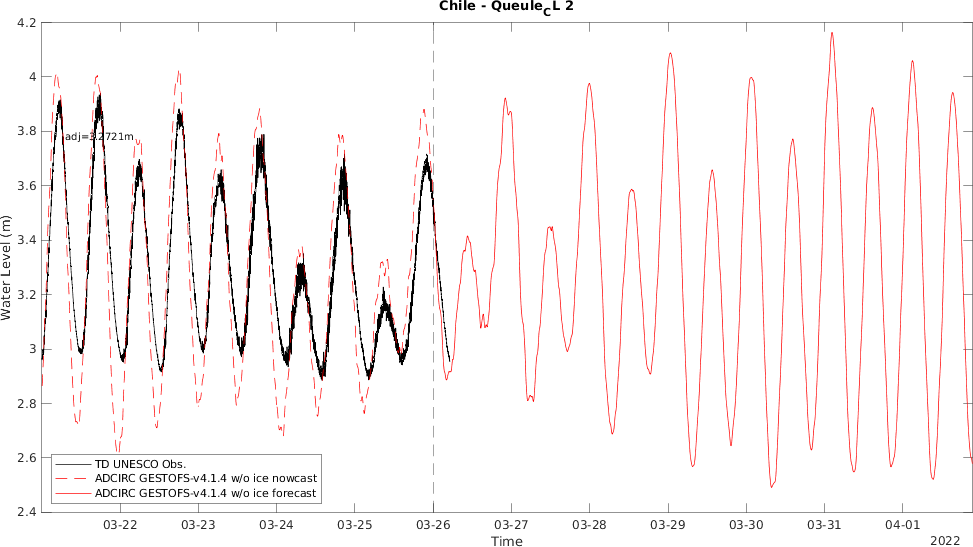 Chile - Queule_CL 2
4.2
4
3.8
3.6
3.4
3.2
3
2.8
2.6
2.4
Water Level (m)
adj=3.2721m
TD UNESCO Obs.
ADCIRC GESTOFS-v4.1.4 w/o ice nowcast
ADCIRC GESTOFS-v4.1.4 w/o ice forecast
03-22 03-23 03-24 03-25 03-26 03-27 03-28 03-29 03-30 03-31 04-01
Time
2022